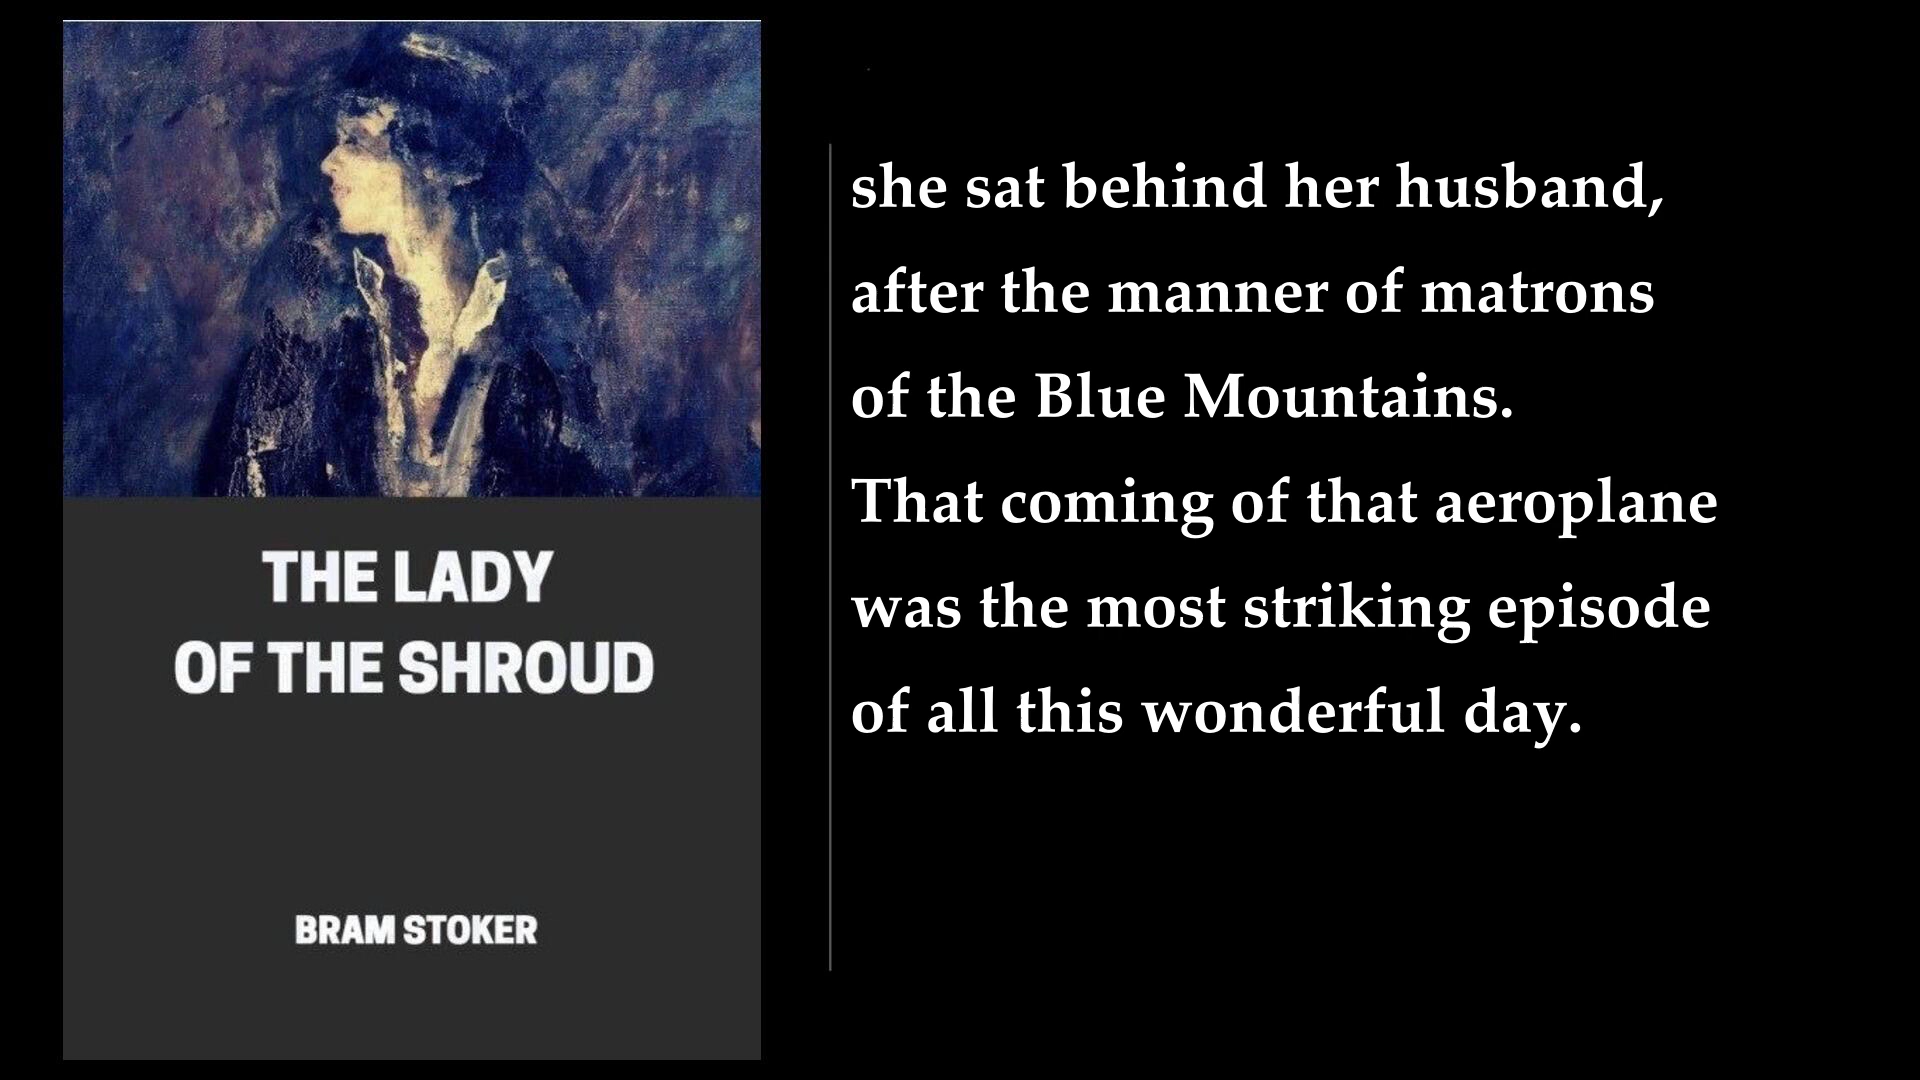 THE LADY
OF THE SHROUD
BRAM STOKER
she sat behind her husband,
after the manner of matrons
of the Blue Mountains.
That coming of that aeroplane
was the most striking episode
of all this wonderful day.